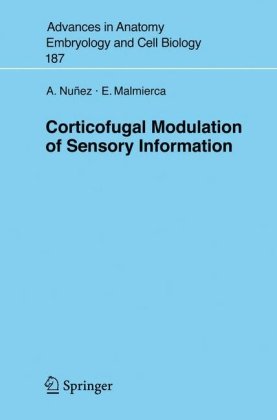 Advances in Anatomy
Embryology and Cell Biology
187
A. Nuñez · E. Malmierca
Corticofugal Modulation
of Sensory Information
Springer